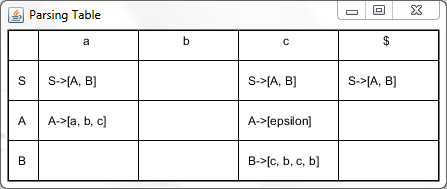 Parsing Table
a b c $
S S->[A, B] S->[A, B] S->[A, B]
A A->[a, b, c] A->[epsilon]
B B->[c, b, c, b]